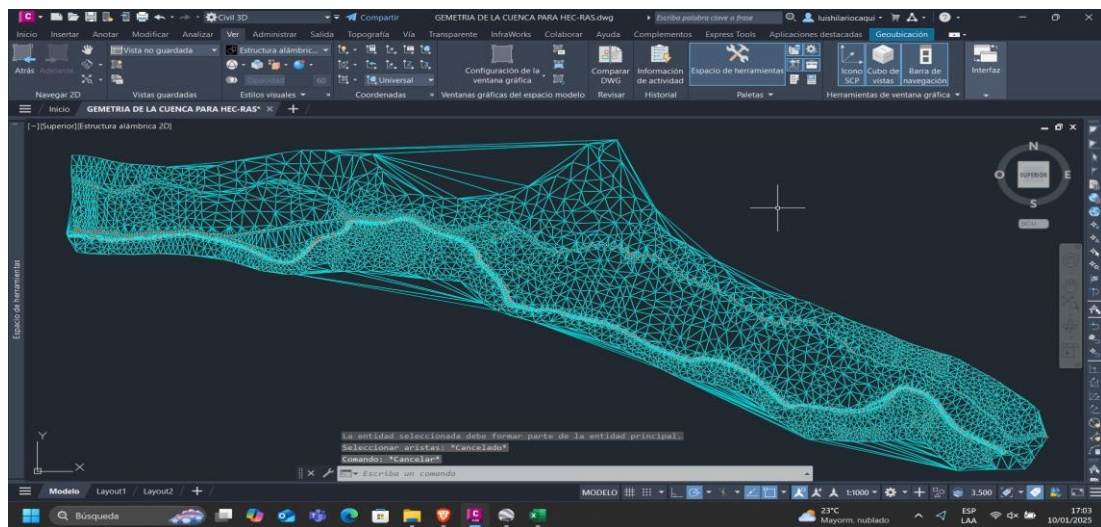 Civil 3D
Compartir
GEMETRIA DE LA CUENCA PARA HEC-RAS.dwg
Escriba palabra clave o frase
luishilariocaqui
Inicio Insertar Anotar Modificar Analizar Ver Administrar Salida Topografía Vía Transparente InfraWorks Colaborar Ayuda Complementos Express Tools Aplicaciones destacadas Geoubicación
Atrás Adelante
Vista no guardada
Estructura alámbric...
Opacidad 60
Universal
Configuración de la ventana gráfica
Comparar DWG
Información de actividad
Espacio de herramientas
Icono SCP
Cubo de vistas
Barra de navegación
Interfaz
Navegar 2D Vistas guardadas Estilos visuales Coordenadas Ventanas gráficas del espacio modelo Revisar Historial Paletas Herramientas de ventana gráfica
Inicio GEMETRIA DE LA CUENCA PARA HEC-RAS*
[−][Superior][Estructura alámbrica 2D]
N
O SUPERIOR E
S
Espacio de herramientas
Y
X
La entidad seleccionada debe formar parte de la entidad principal.
Seleccionar aristas: *Cancelado*
Comando: *Cancelar*
Escriba un comando
Modelo Layout1 Layout2
MODELO 1:1000 3.500
Búsqueda
23°C
Mayorm. nublado
ESP
LAA
17:03
10/01/2025